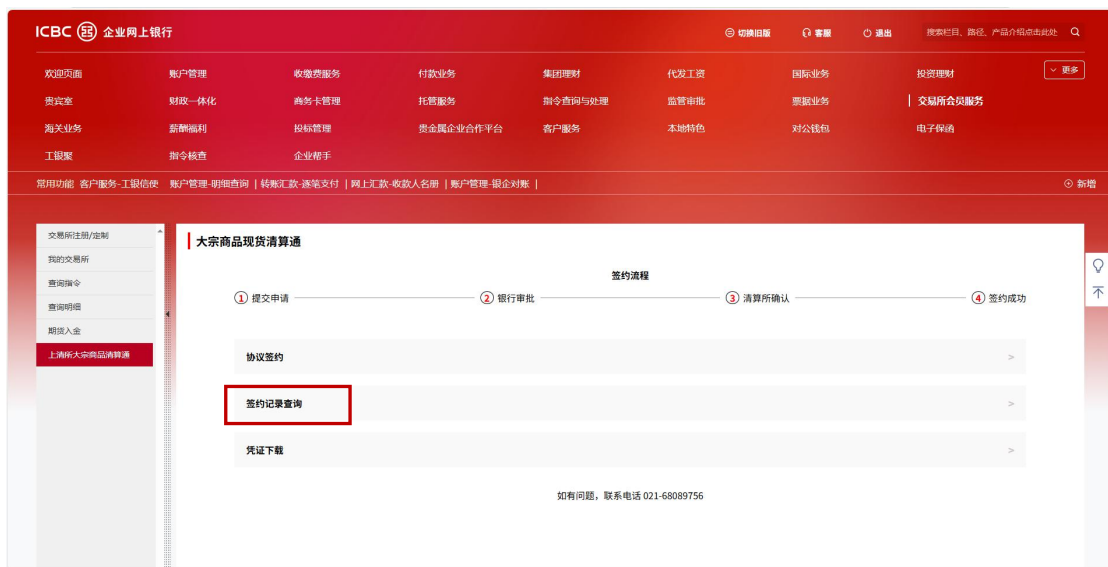 ICBC 企业网上银行 切换旧版 客服 退出 搜索栏目、路径、产品介绍点击此处
欢迎页面 账户管理 收缴费服务 付款业务 集团理财 代发工资 国际业务 投资理财 更多
贵宾室 财政一体化 商务卡管理 托管服务 指令查询与处理 监管审批 票据业务 交易所会员服务
海关业务 薪酬福利 投标管理 贵金属企业合作平台 客户服务 本地特色 对公钱包 电子保函
工银聚 指令核查 企业帮手
常用功能 客户服务-工银信使 账户管理-明细查询 | 转账汇款-逐笔支付 | 网上汇款-收款人名册 | 账户管理-银企对账 | 新增
交易所注册/定制
我的交易所
查询指令
查询明细
期货入金
上清所大宗商品清算通
大宗商品现货清算通
签约流程
1 提交申请 2 银行审批 3 清算所确认 4 签约成功
协议签约 >
签约记录查询 >
凭证下载 >
如有问题，联系电话 021-68089756